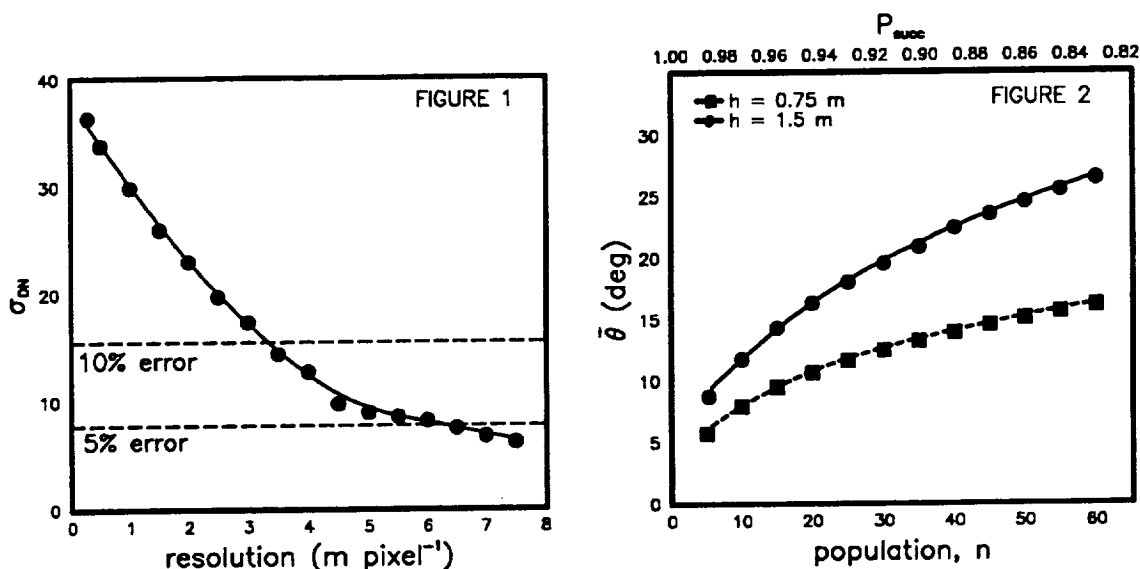 FIGURE 1
40
30
20
10
0
σDN
10% error
5% error
0 1 2 3 4 5 6 7 8
resolution (m pixel⁻¹)
Psucc
1.00 0.98 0.96 0.94 0.92 0.90 0.88 0.86 0.84 0.82
FIGURE 2
h = 0.75 m
h = 1.5 m
30
25
20
15
10
5
0
θ̄ (deg)
0 10 20 30 40 50 60
population, n